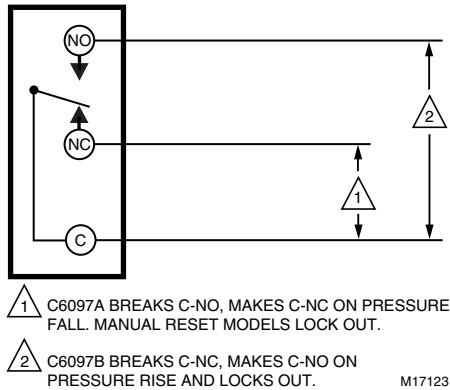 NO
2
NC
1
C
1 C6097A BREAKS C-NO, MAKES C-NC ON PRESSURE
FALL. MANUAL RESET MODELS LOCK OUT.
2 C6097B BREAKS C-NC, MAKES C-NO ON
PRESSURE RISE AND LOCKS OUT. M17123